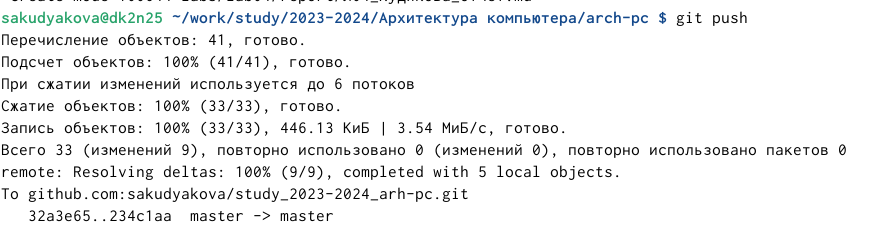 sakudyakova@dk2n25 ~/work/study/2023-2024/Архитектура компьютера/arch-pc $ git push
Перечисление объектов: 41, готово.
Подсчет объектов: 100% (41/41), готово.
При сжатии изменений используется до 6 потоков
Сжатие объектов: 100% (33/33), готово.
Запись объектов: 100% (33/33), 446.13 КиБ | 3.54 МиБ/с, готово.
Всего 33 (изменений 9), повторно использовано 0 (изменений 0), повторно использовано пакетов 0
remote: Resolving deltas: 100% (9/9), completed with 5 local objects.
To github.com:sakudyakova/study_2023-2024_arh-pc.git
   32a3e65..234c1aa  master -> master